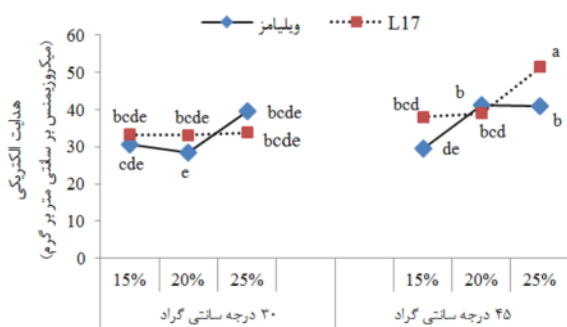 ویلیامز L17
هدایت الکتریکی
(میکروزیمنس بر سانتی متر بر گرم)
60
50
40
30
20
10
0
bcde bcde bcde
bcde
cde e
a
b
bcd
bcd b
de
15% 20% 25% 15% 20% 25%
۳۰ درجه سانتی گراد ۴۵ درجه سانتی گراد